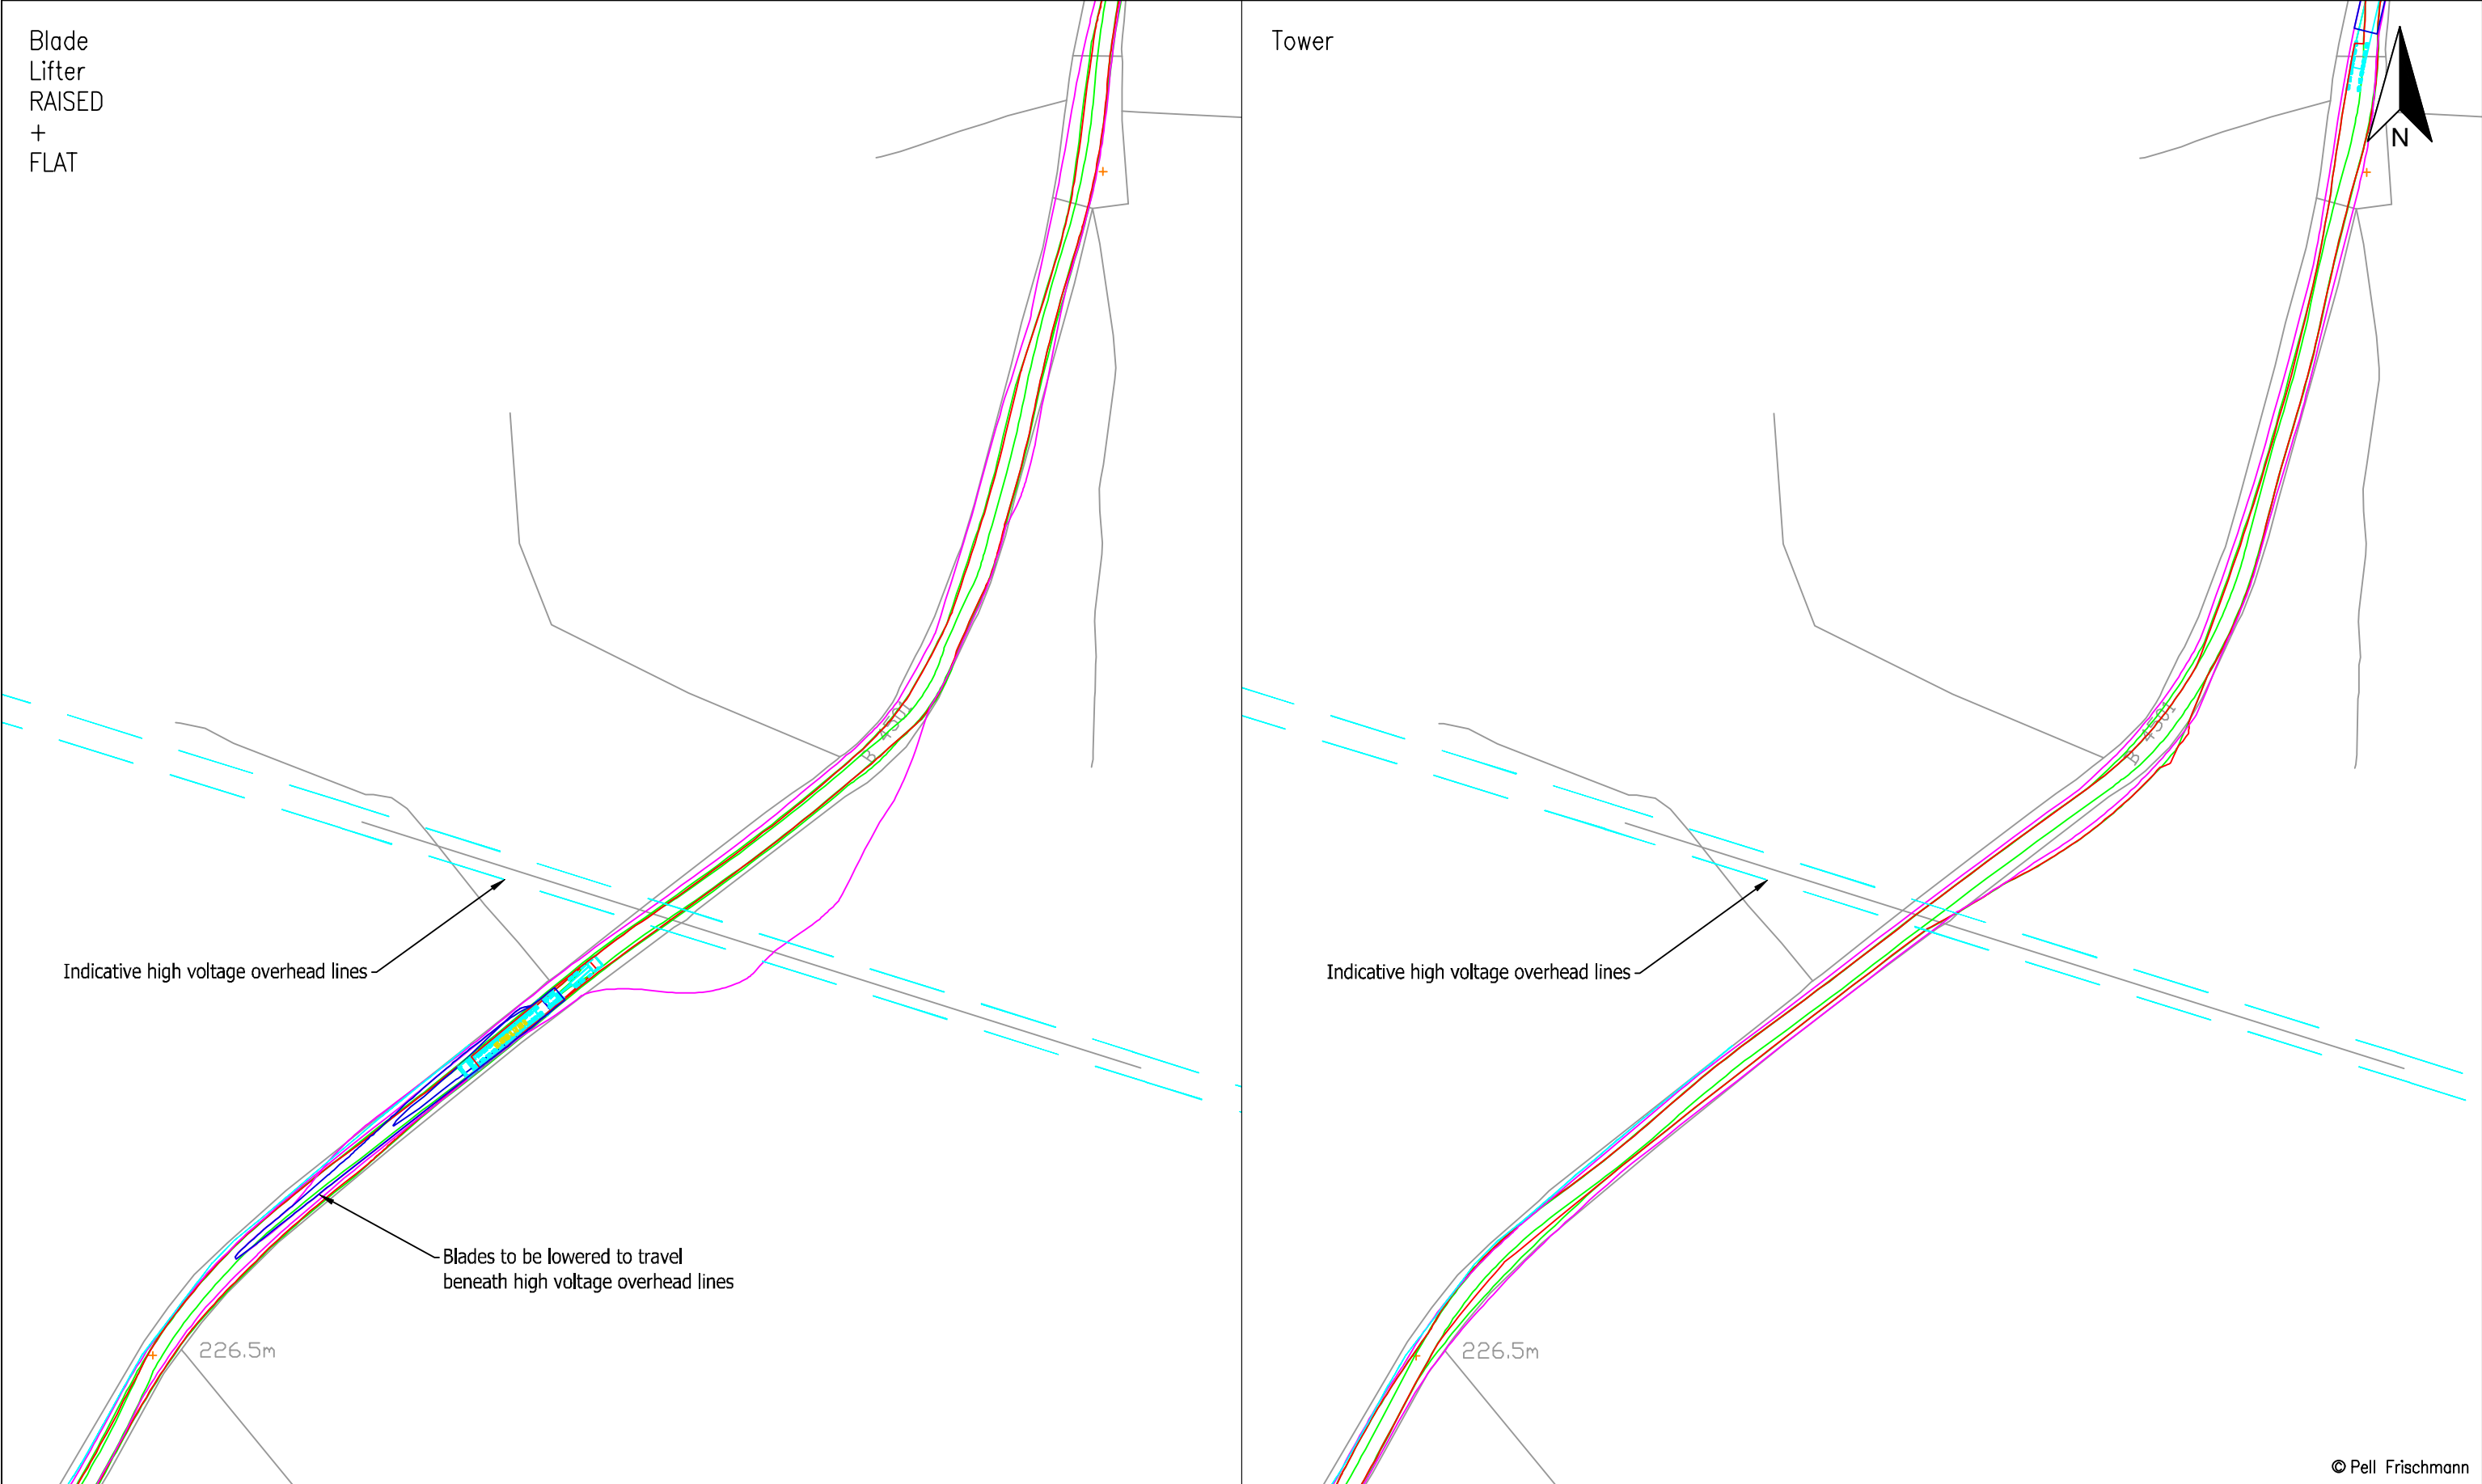 Blade
Lifter
RAISED
+
FLAT
Indicative high voltage overhead lines
Blades to be lowered to travel
beneath high voltage overhead lines
226.5m
Tower
N
Indicative high voltage overhead lines
226.5m
© Pell Frischmann